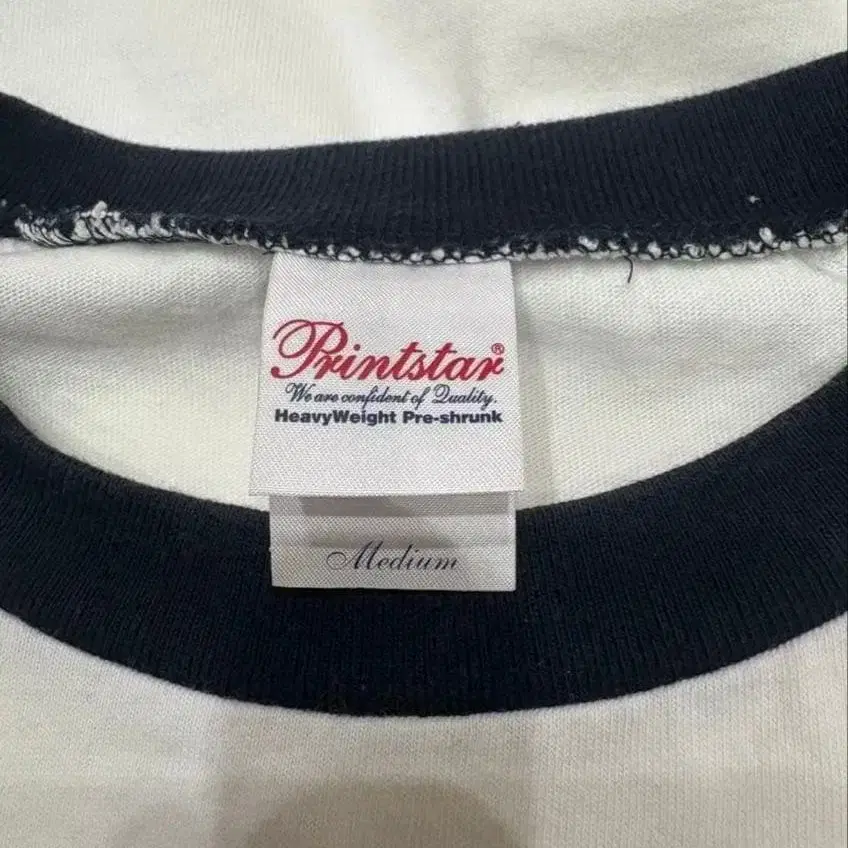 Printstar®
We are confident of Quality.
HeavyWeight Pre-shrunk
Medium